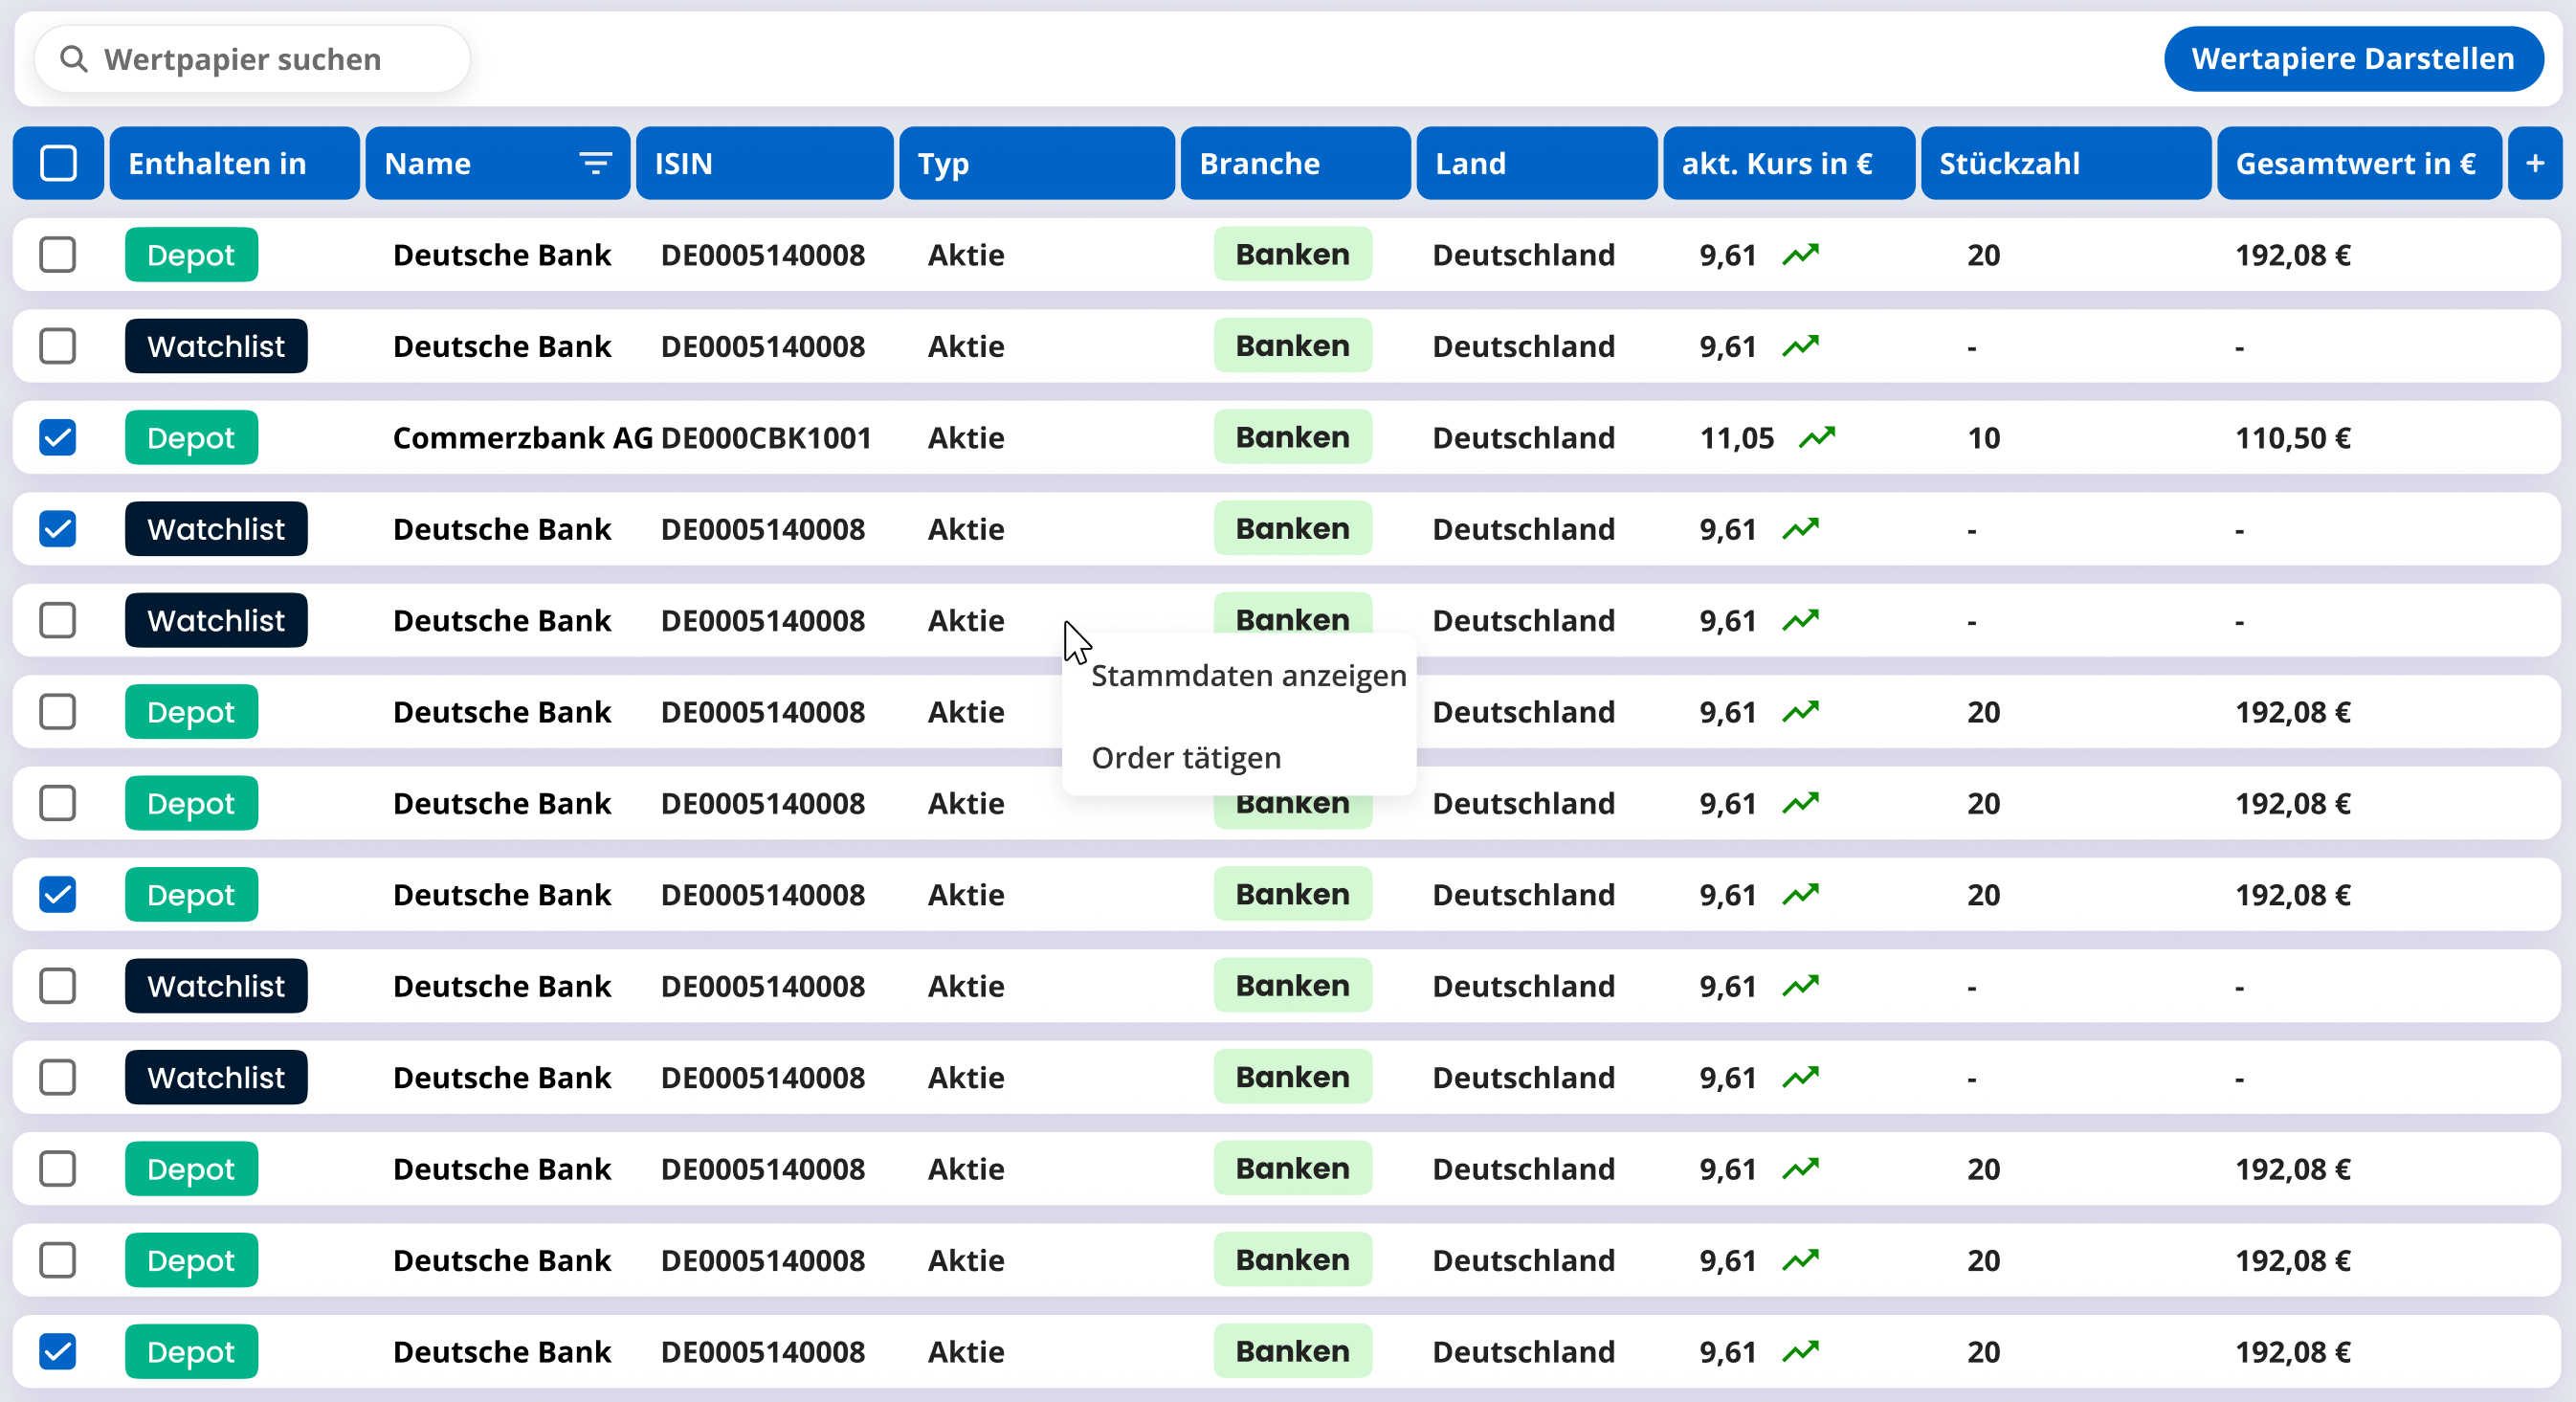 Wertpapier suchen
Wertapiere Darstellen
Enthalten in Name ISIN Typ Branche Land akt. Kurs in € Stückzahl Gesamtwert in € +
Depot Deutsche Bank DE0005140008 Aktie Banken Deutschland 9,61 20 192,08 €
Watchlist Deutsche Bank DE0005140008 Aktie Banken Deutschland 9,61 - -
Depot Commerzbank AG DE000CBK1001 Aktie Banken Deutschland 11,05 10 110,50 €
Watchlist Deutsche Bank DE0005140008 Aktie Banken Deutschland 9,61 - -
Watchlist Deutsche Bank DE0005140008 Aktie Banken Deutschland 9,61 - -
Stammdaten anzeigen
Depot Deutsche Bank DE0005140008 Aktie Deutschland 9,61 20 192,08 €
Order tätigen
Depot Deutsche Bank DE0005140008 Aktie Banken Deutschland 9,61 20 192,08 €
Depot Deutsche Bank DE0005140008 Aktie Banken Deutschland 9,61 20 192,08 €
Watchlist Deutsche Bank DE0005140008 Aktie Banken Deutschland 9,61 - -
Watchlist Deutsche Bank DE0005140008 Aktie Banken Deutschland 9,61 - -
Depot Deutsche Bank DE0005140008 Aktie Banken Deutschland 9,61 20 192,08 €
Depot Deutsche Bank DE0005140008 Aktie Banken Deutschland 9,61 20 192,08 €
Depot Deutsche Bank DE0005140008 Aktie Banken Deutschland 9,61 20 192,08 €